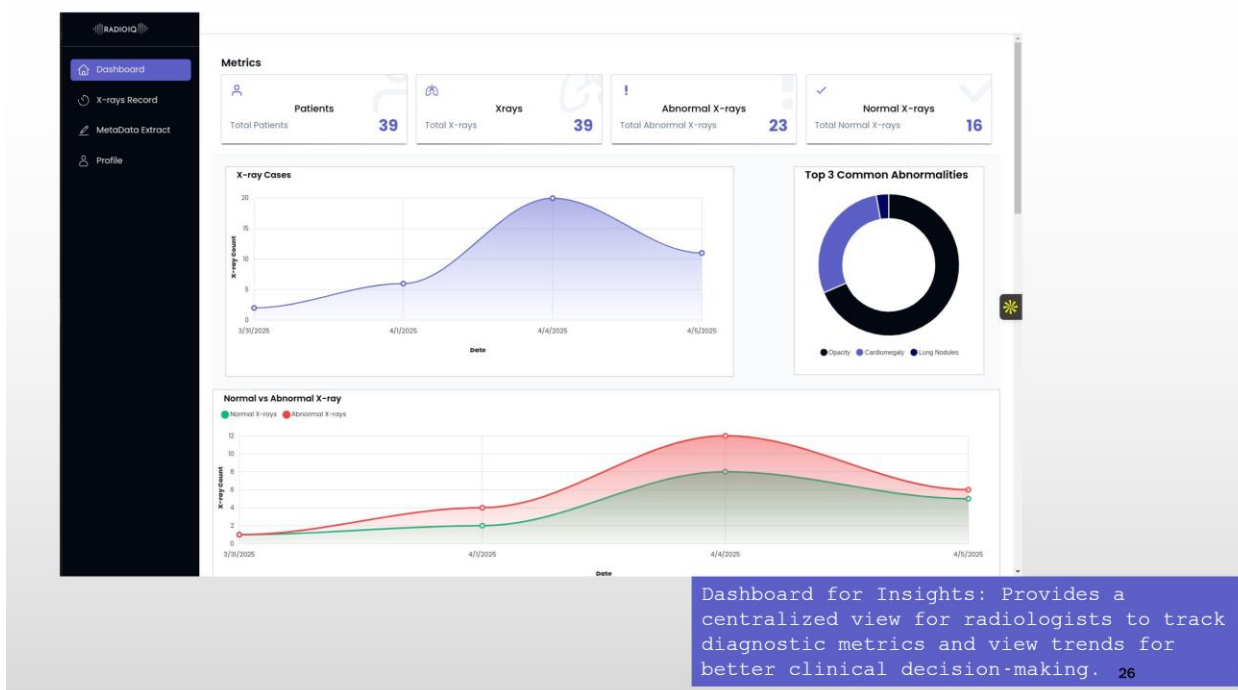 RADIOIQ
Dashboard
X-rays Record
MetaData Extract
Profile
Metrics
Patients
Total Patients 39
Xrays
Total X-rays 39
Abnormal X-rays
Total Abnormal X-rays 23
Normal X-rays
Total Normal X-rays 16
X-ray Cases
20
15
10
5
0
X-ray Count
3/31/2025 4/1/2025 4/4/2025 4/5/2025
Date
Top 3 Common Abnormalities
Opacity Cardiomegaly Lung Nodules
Normal vs Abnormal X-ray
Normal X-rays Abnormal X-rays
12
10
8
6
4
2
0
X-ray Count
3/31/2025 4/1/2025 4/4/2025 4/5/2025
Date
Dashboard for Insights: Provides a
centralized view for radiologists to track
diagnostic metrics and view trends for
better clinical decision-making. 26